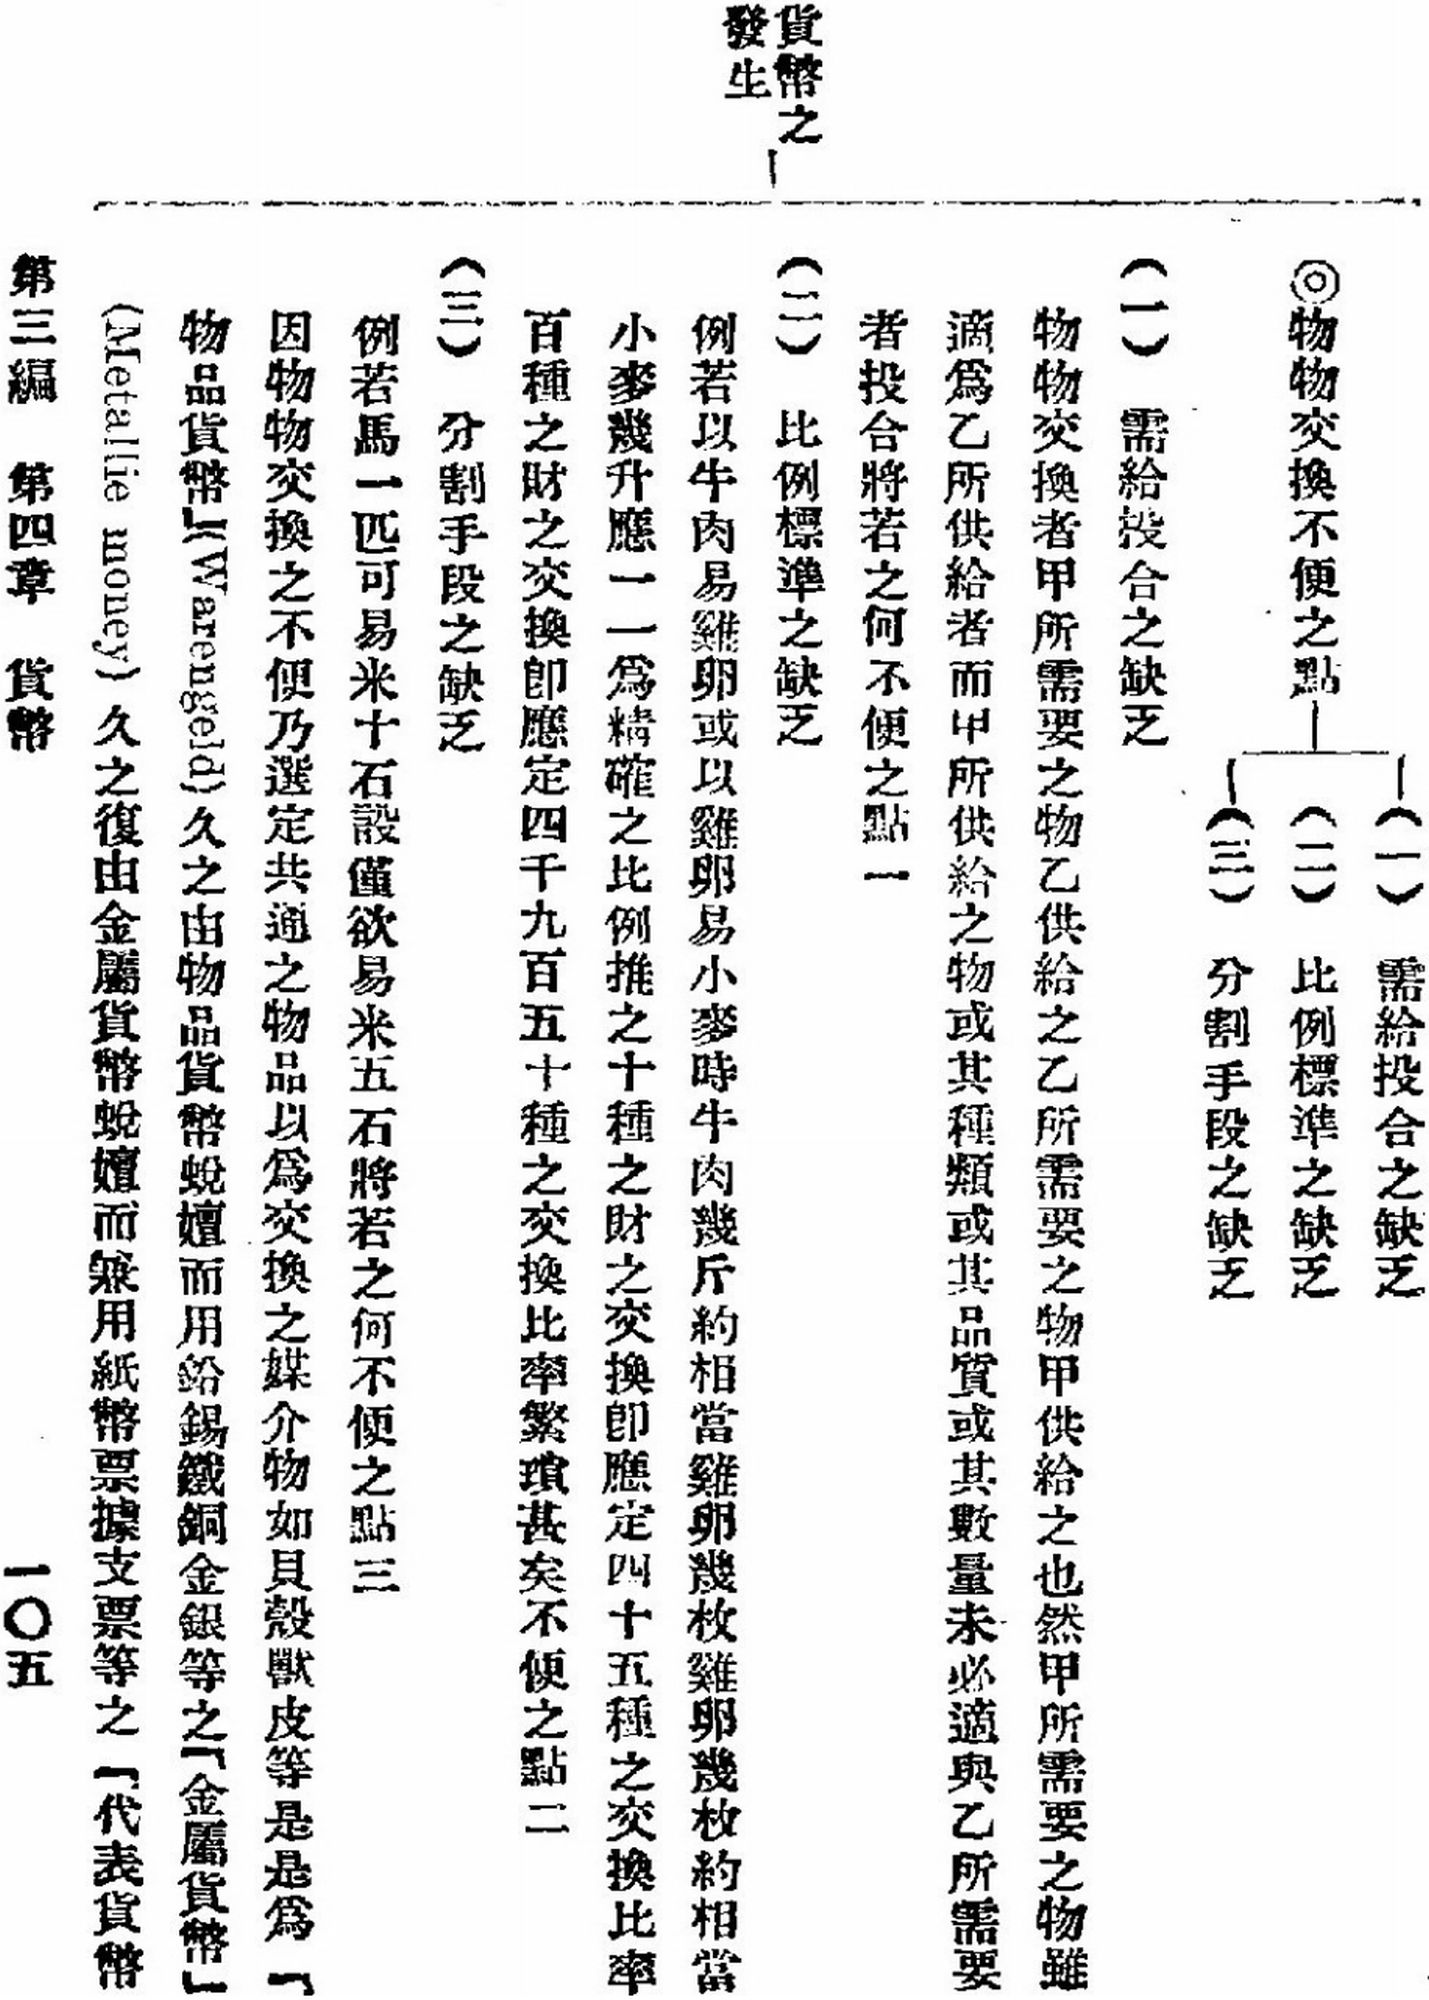 貨幣之
發生
◎物物交換不便之點
(一) 需給投合之缺乏
(二) 比例標準之缺乏
(三) 分割手段之缺乏
(一) 需給投合之缺乏
物物交換者甲所需要之物乙供給之乙所需要之物甲供給之也然甲所需要之物雖
適爲乙所供給者而甲所供給之物或其種類或其品質或其數量未必適與乙所需要
者投合將若之何不便之點一
(二) 比例標準之缺乏
例若以牛肉易雞卵或以雞卵易小麥時牛肉幾斤約相當雞卵幾枚雞卵幾枚約相當
小麥幾升應一一爲精確之比例推之十種之財之交換卽應定四十五種之交換比率
百種之財之交換卽應定四千九百五十種之交換比率繁瑣甚矣不便之點二
(三) 分割手段之缺乏
例若馬一匹可易米十石設僅欲易米五石將若之何不便之點三
因物物交換之不便乃選定共通之物品以爲交換之媒介物如貝殼獸皮等是是爲『
物品貨幣』(Warengeld)久之由物品貨幣蛻嬗而用鉛錫鐵銅金銀等之『金屬貨幣』
(Metallie money)久之復由金屬貨幣蛻嬗而兼用紙幣票據支票等之『代表貨幣
第三編 第四章 貨幣 一〇五